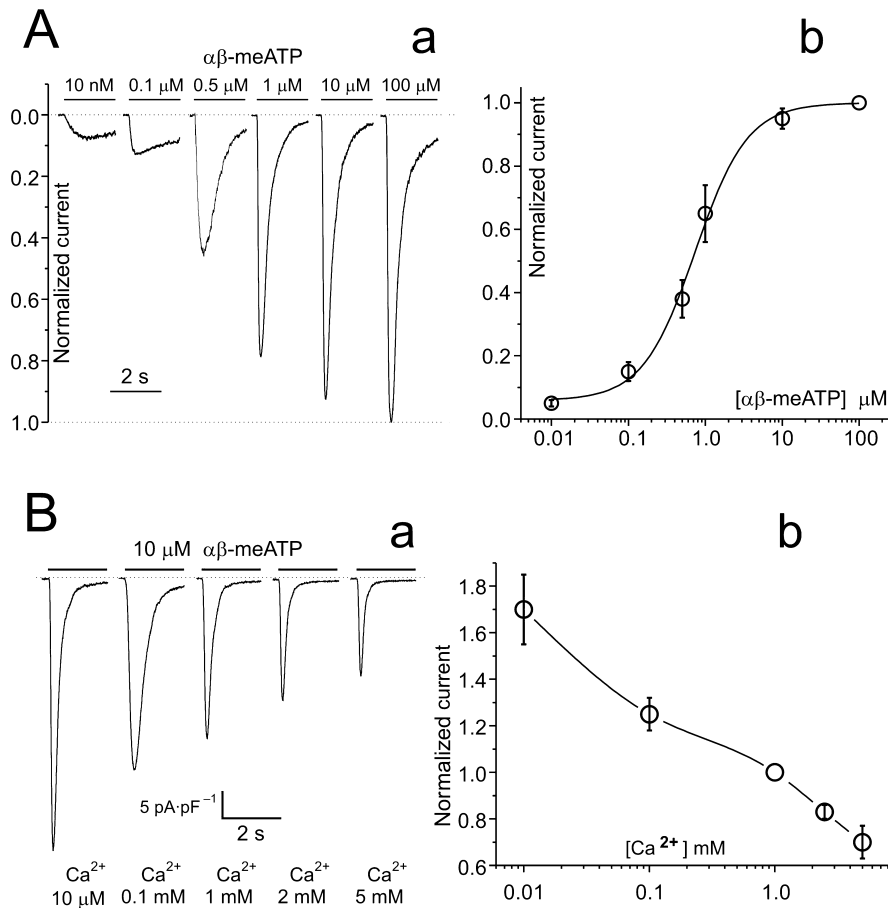 A
a
αβ-meATP
10 nM 0.1 μM 0.5 μM 1 μM 10 μM 100 μM
0.0
0.2
0.4
0.6
0.8
1.0
Normalized current
2 s
b
1.0
0.8
0.6
0.4
0.2
0.0
Normalized current
[αβ-meATP] μM
0.01 0.1 1.0 10 100
B
a
10 μM αβ-meATP
5 pA·pF⁻¹
2 s
Ca²⁺ Ca²⁺ Ca²⁺ Ca²⁺ Ca²⁺
10 μM 0.1 mM 1 mM 2 mM 5 mM
b
1.8
1.6
1.4
1.2
1.0
0.8
0.6
Normalized current
[Ca²⁺] mM
0.01 0.1 1.0